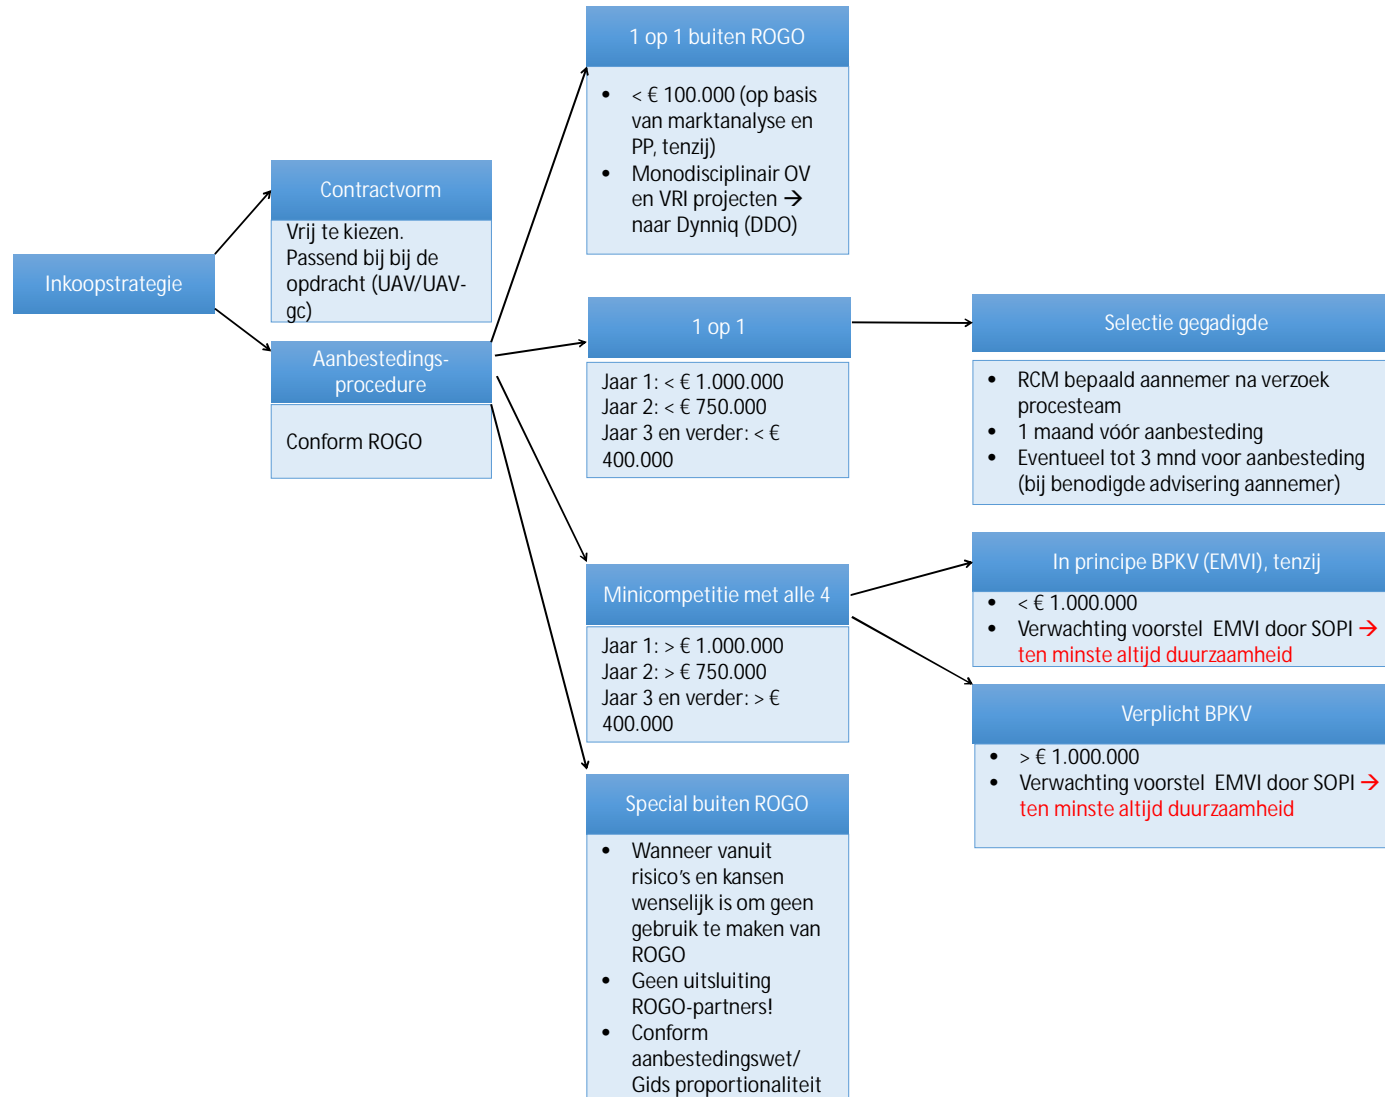 Inkoopstrategie
Contractvorm
Vrij te kiezen.
Passend bij bij de
opdracht (UAV/UAV-
gc)
Aanbestedings-
procedure
Conform ROGO
1 op 1 buiten ROGO
• < € 100.000 (op basis
van marktanalyse en
PP, tenzij)
• Monodisciplinair OV
en VRI projecten →
naar Dynniq (DDO)
1 op 1
Jaar 1: < € 1.000.000
Jaar 2: < € 750.000
Jaar 3 en verder: < €
400.000
Selectie gegadigde
• RCM bepaald aannemer na verzoek
procesteam
• 1 maand vóór aanbesteding
• Eventueel tot 3 mnd voor aanbesteding
(bij benodigde advisering aannemer)
Minicompetitie met alle 4
Jaar 1: > € 1.000.000
Jaar 2: > € 750.000
Jaar 3 en verder: > €
400.000
In principe BPKV (EMVI), tenzij
• < € 1.000.000
• Verwachting voorstel EMVI door SOPI →
ten minste altijd duurzaamheid
Verplicht BPKV
• > € 1.000.000
• Verwachting voorstel EMVI door SOPI →
ten minste altijd duurzaamheid
Special buiten ROGO
• Wanneer vanuit
risico's en kansen
wenselijk is om geen
gebruik te maken van
ROGO
• Geen uitsluiting
ROGO-partners!
• Conform
aanbestedingswet/
Gids proportionaliteit